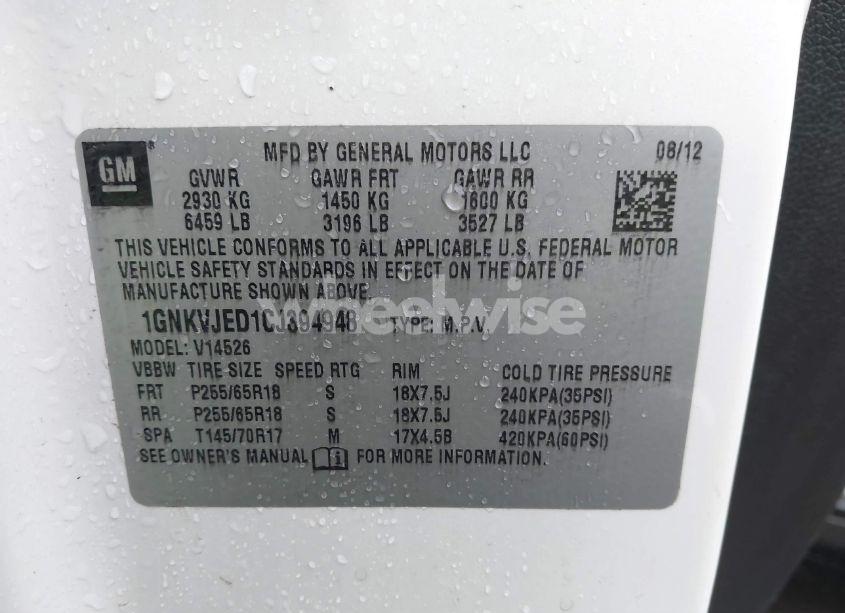 GM ® MFD BY GENERAL MOTORS LLC 06/12
GVWR GAWR FRT GAWR RR
2930 KG 1450 KG 1600 KG
6459 LB 3196 LB 3527 LB
THIS VEHICLE CONFORMS TO ALL APPLICABLE U.S. FEDERAL MOTOR
VEHICLE SAFETY STANDARDS IN EFFECT ON THE DATE OF
MANUFACTURE SHOWN ABOVE.
1GNKVJED1CJ394948 TYPE: M.P.V.
wheelwise
MODEL: V14526
VBBW TIRE SIZE SPEED RTG RIM COLD TIRE PRESSURE
FRT P255/65R18 S 18X7.5J 240KPA(35PSI)
RR P255/65R18 S 18X7.5J 240KPA(35PSI)
SPA T145/70R17 M 17X4.5B 420KPA(60PSI)
SEE OWNER'S MANUAL i FOR MORE INFORMATION.